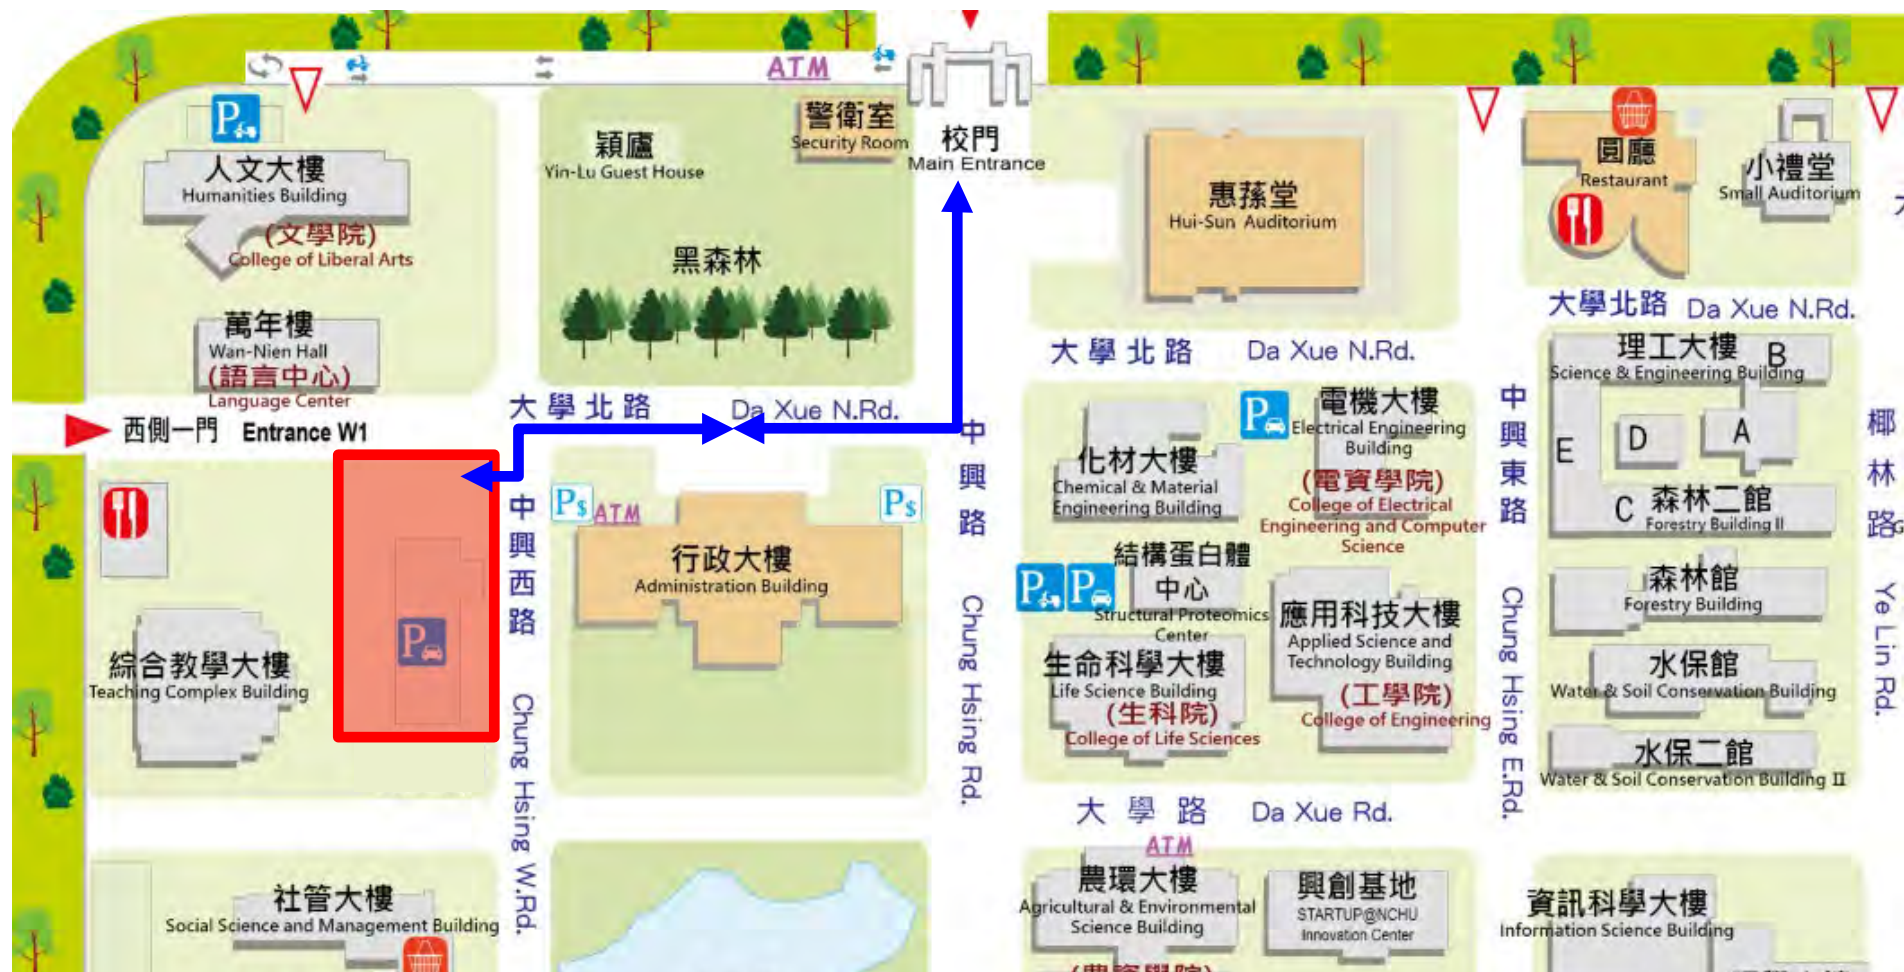 ATM
警衛室
Security Room
校門
Main Entrance
人文大樓
Humanities Building
(文學院)
College of Liberal Arts
穎廬
Yin-Lu Guest House
黑森林
惠蓀堂
Hui-Sun Auditorium
圓廳
Restaurant
小禮堂
Small Auditorium
萬年樓
Wan-Nien Hall
(語言中心)
Language Center
大學北路 Da Xue N.Rd.
大學北路 Da Xue N.Rd.
大學北路 Da Xue N.Rd.
西側一門 Entrance W1
P
P
P$
ATM
P$
行政大樓
Administration Building
綜合教學大樓
Teaching Complex Building
中興西路 Chung Hsing W.Rd.
中興路 Chung Hsing Rd.
P
電機大樓
Electrical Engineering
Building
(電資學院)
College of Electrical
Engineering and Computer
Science
化材大樓
Chemical & Material
Engineering Building
P P
結構蛋白體
中心
Structural Proteomics
Center
應用科技大樓
Applied Science and
Technology Building
(工學院)
College of Engineering
生命科學大樓
Life Science Building
(生科院)
College of Life Sciences
中興東路 Chung Hsing E.Rd.
理工大樓 B
Science & Engineering Building
E D A
C
森林二館
Forestry Building II
森林館
Forestry Building
水保館
Water & Soil Conservation Building
水保二館
Water & Soil Conservation Building II
椰林路 Ye Lin Rd.
大學路 Da Xue Rd.
社管大樓
Social Science and Management Building
ATM
農環大樓
Agricultural & Environmental
Science Building
(農資學院)
興創基地
STARTUP@NCHU
Innovation Center
資訊科學大樓
Information Science Building